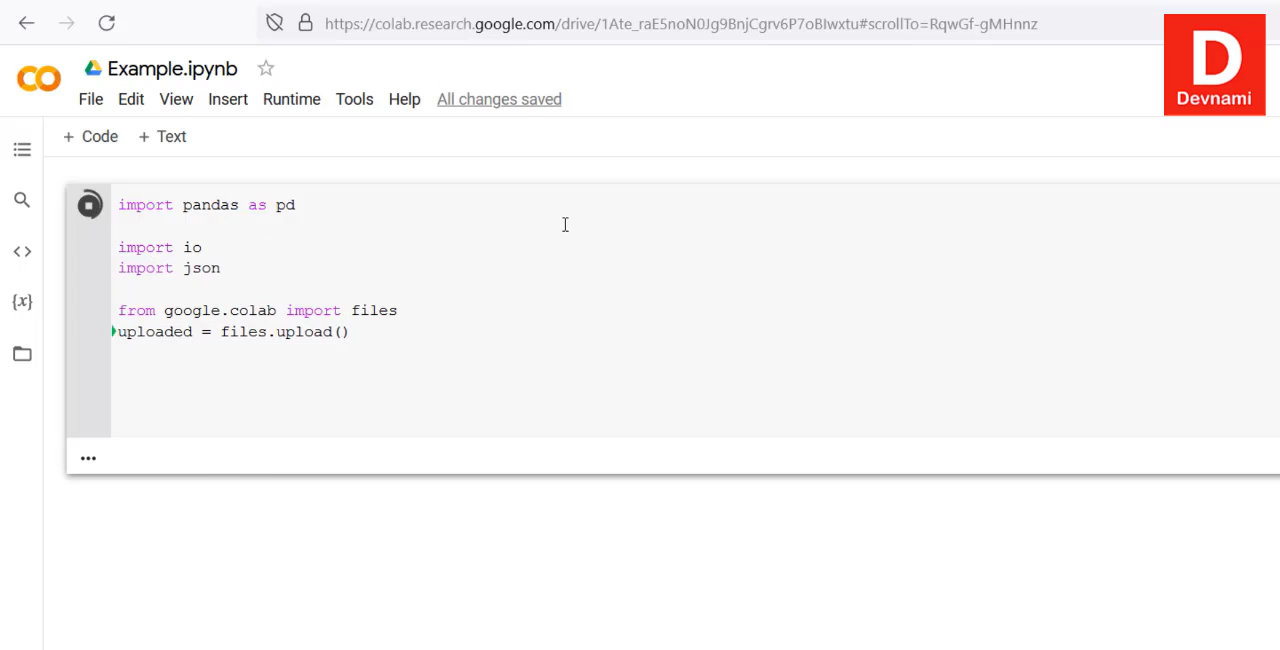 https://colab.research.google.com/drive/1Ate_raE5noN0Jg9BnjCgrv6P7oBIwxtu#scrollTo=RqwGf-gMHnnz
CO
Example.ipynb
D
Devnami
File Edit View Insert Runtime Tools Help All changes saved
+ Code + Text
import pandas as pd
import io
import json
from google.colab import files
uploaded = files.upload()
{x}